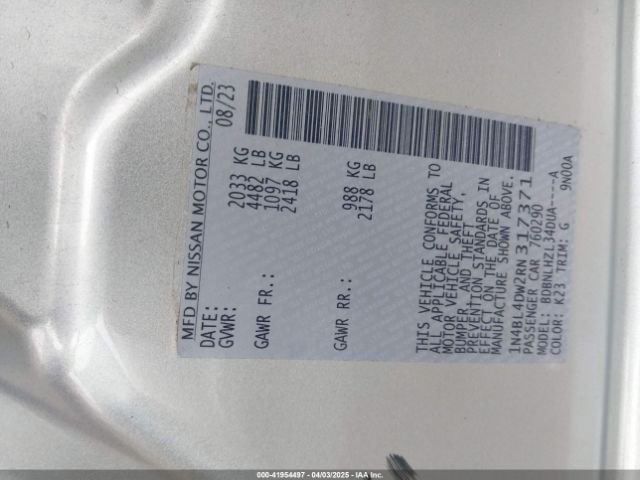 MFD BY NISSAN MOTOR CO., LTD.
DATE: 08/23
GVWR: 2033 KG
4482 LB
GAWR FR.: 1097 KG
2418 LB
GAWR RR.: 988 KG
2178 LB
THIS VEHICLE CONFORMS TO
ALL APPLICABLE FEDERAL
MOTOR VEHICLE SAFETY,
BUMPER AND THEFT
PREVENTION STANDARDS IN
EFFECT ON THE DATE OF
MANUFACTURE SHOWN ABOVE.
1N4BL4DW2RN317371
PASSENGER CAR 760290
MODEL: BDBNLHZL34DUA----A
COLOR: K23 TRIM: G 9N00A
000-41954497 - 04/03/2025 - IAA Inc.